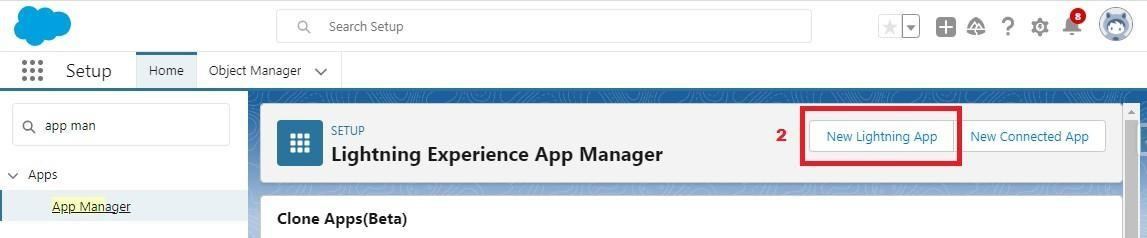 Search Setup
8
Setup
Home
Object Manager
app man
Apps
App Manager
SETUP
Lightning Experience App Manager
2
New Lightning App
New Connected App
Clone Apps(Beta)